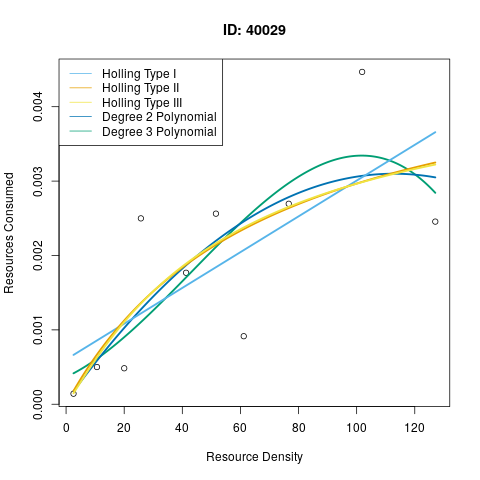 ID: 40029
Holling Type I
Holling Type II
Holling Type III
Degree 2 Polynomial
Degree 3 Polynomial
Resources Consumed
0.004
0.003
0.002
0.001
0.000
0 20 40 60 80 100 120
Resource Density